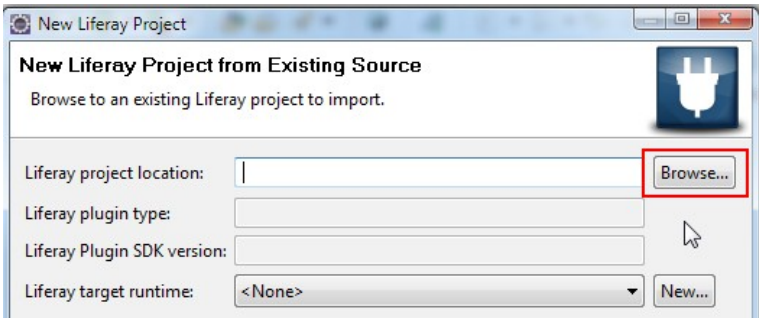 New Liferay Project
New Liferay Project from Existing Source
Browse to an existing Liferay project to import.
Liferay project location: Browse...
Liferay plugin type:
Liferay Plugin SDK version:
Liferay target runtime: <None> New...